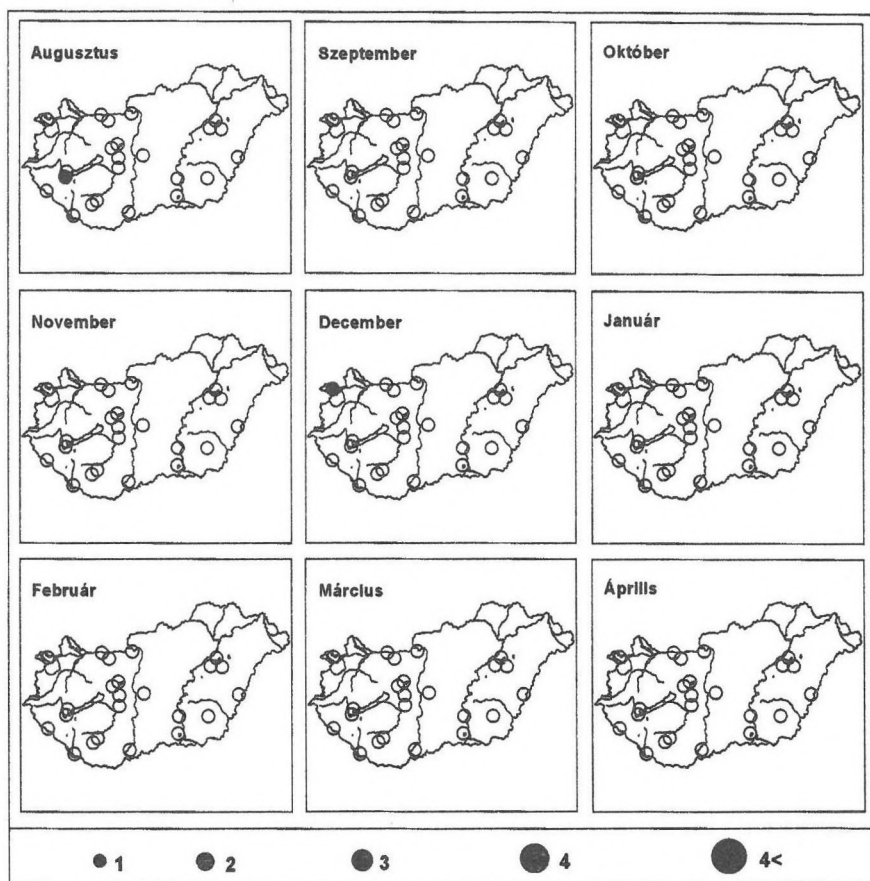 Augusztus
Szeptember
Október
November
December
Január
Február
Március
Április
1 2 3 4 4<